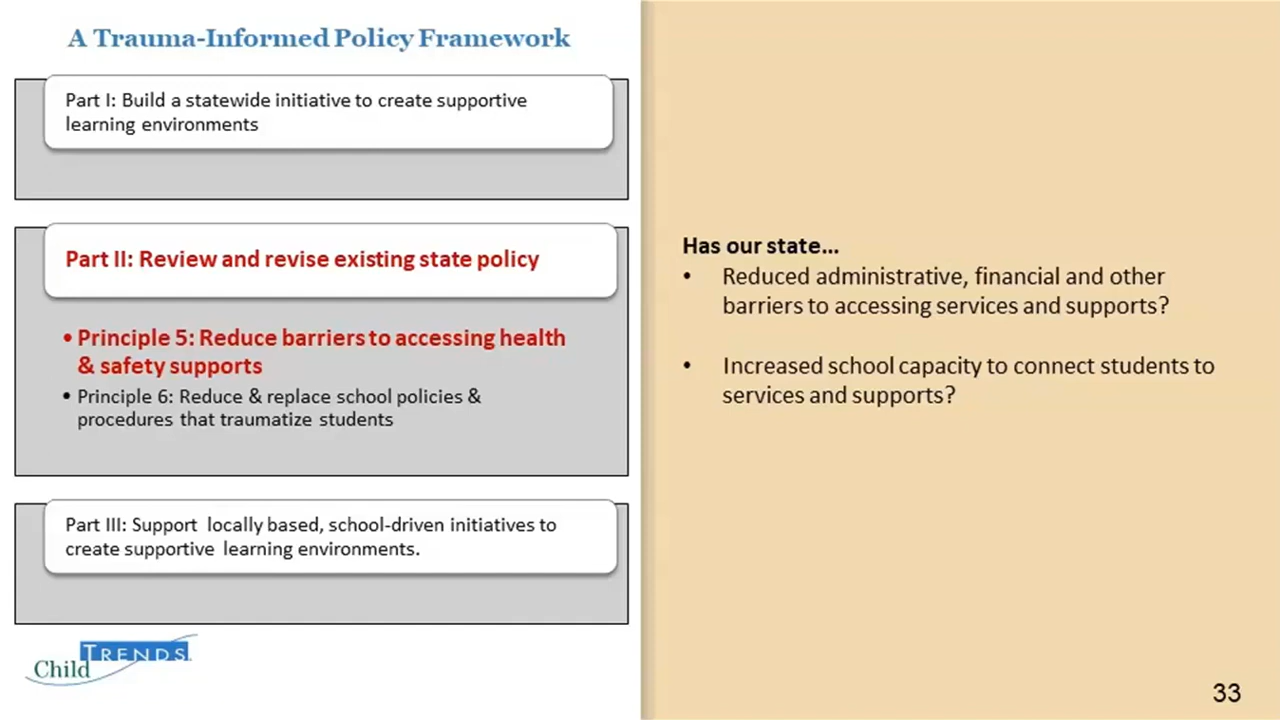 A Trauma-Informed Policy Framework
Part I: Build a statewide initiative to create supportive
learning environments
Part II: Review and revise existing state policy
• Principle 5: Reduce barriers to accessing health
& safety supports
• Principle 6: Reduce & replace school policies &
procedures that traumatize students
Part III: Support locally based, school-driven initiatives to
create supportive learning environments.
Child TRENDS
Has our state...
• Reduced administrative, financial and other
barriers to accessing services and supports?
• Increased school capacity to connect students to
services and supports?
33